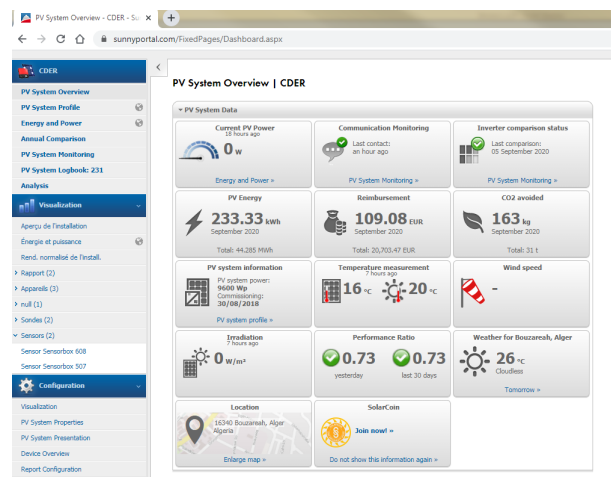 PV System Overview - CDER - Su
sunnyportal.com/FixedPages/Dashboard.aspx
CDER
PV System Overview
PV System Profile
Energy and Power
Annual Comparison
PV System Monitoring
PV System Logbook: 231
Analysis
Visualization
Aperçu de l'installation
Énergie et puissance
Rend. normalisé de l'install.
Rapport (2)
Appareils (3)
null (1)
Sondes (2)
Sensors (2)
Sensor Sensorbox 608
Sensor Sensorbox 507
Configuration
Visualization
PV System Properties
PV System Presentation
Device Overview
Report Configuration
PV System Overview | CDER
PV System Data
Current PV Power
18 hours ago
0 w
Energy and Power »
Communication Monitoring
Last contact:
an hour ago
PV System Monitoring »
Inverter comparison status
Last comparison:
05 September 2020
PV System Monitoring »
PV Energy
233.33 kWh
September 2020
Total: 44.285 MWh
Reimbursement
109.08 EUR
September 2020
Total: 20,703.47 EUR
CO2 avoided
163 kg
September 2020
Total: 31 t
PV system information
PV system power:
9600 Wp
Commissioning:
30/08/2018
PV system profile »
Temperature measurement
7 hours ago
16 °C 20 °C
Wind speed
-
Irradiation
7 hours ago
0 W/m²
Performance Ratio
0.73 0.73
yesterday last 30 days
Weather for Bouzareah, Alger
26 °C
Cloudless
Tomorrow »
Location
16340 Bouzareah, Alger
Algeria
Enlarge map »
SolarCoin
Join now! »
Do not show this information again »